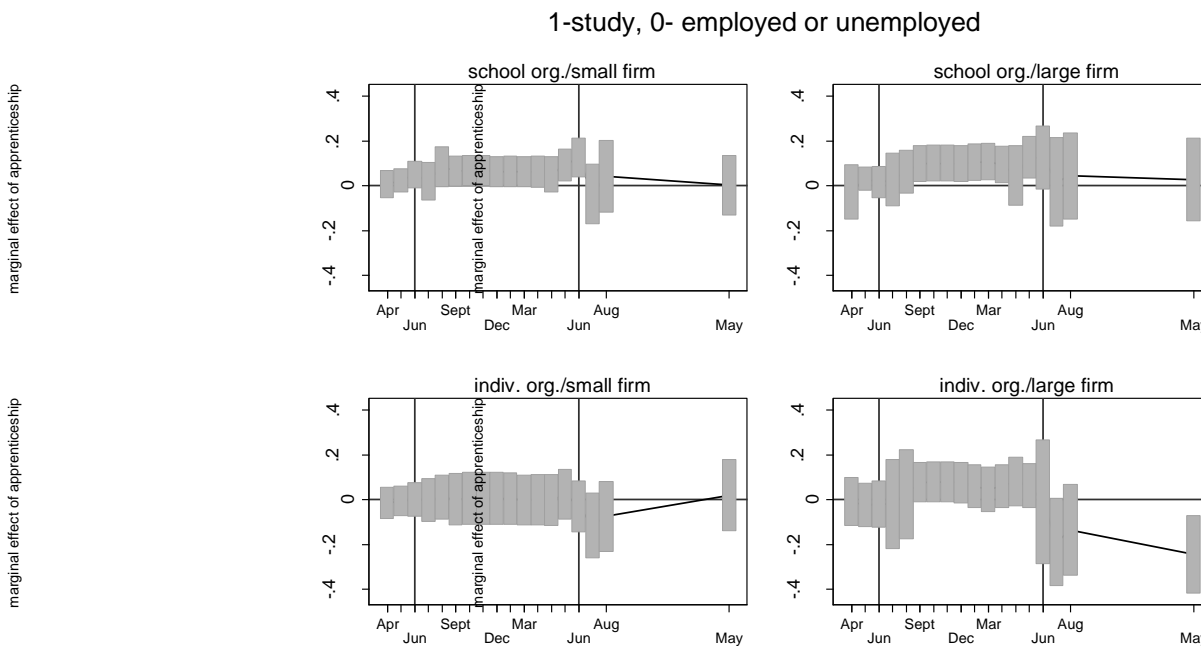 1-study, 0- employed or unemployed
school org./small firm
marginal effect of apprenticeship
marginal effect of apprenticeship
.4
.2
0
-.2
-.4
Apr
Jun
Sept
Dec
Mar
Jun
Aug
May
school org./large firm
.4
.2
0
-.2
-.4
Apr
Jun
Sept
Dec
Mar
Jun
Aug
Ma
indiv. org./small firm
marginal effect of apprenticeship
marginal effect of apprenticeship
.4
.2
0
-.2
-.4
Apr
Jun
Sept
Dec
Mar
Jun
Aug
May
indiv. org./large firm
.4
.2
0
-.2
-.4
Apr
Jun
Sept
Dec
Mar
Jun
Aug
Ma